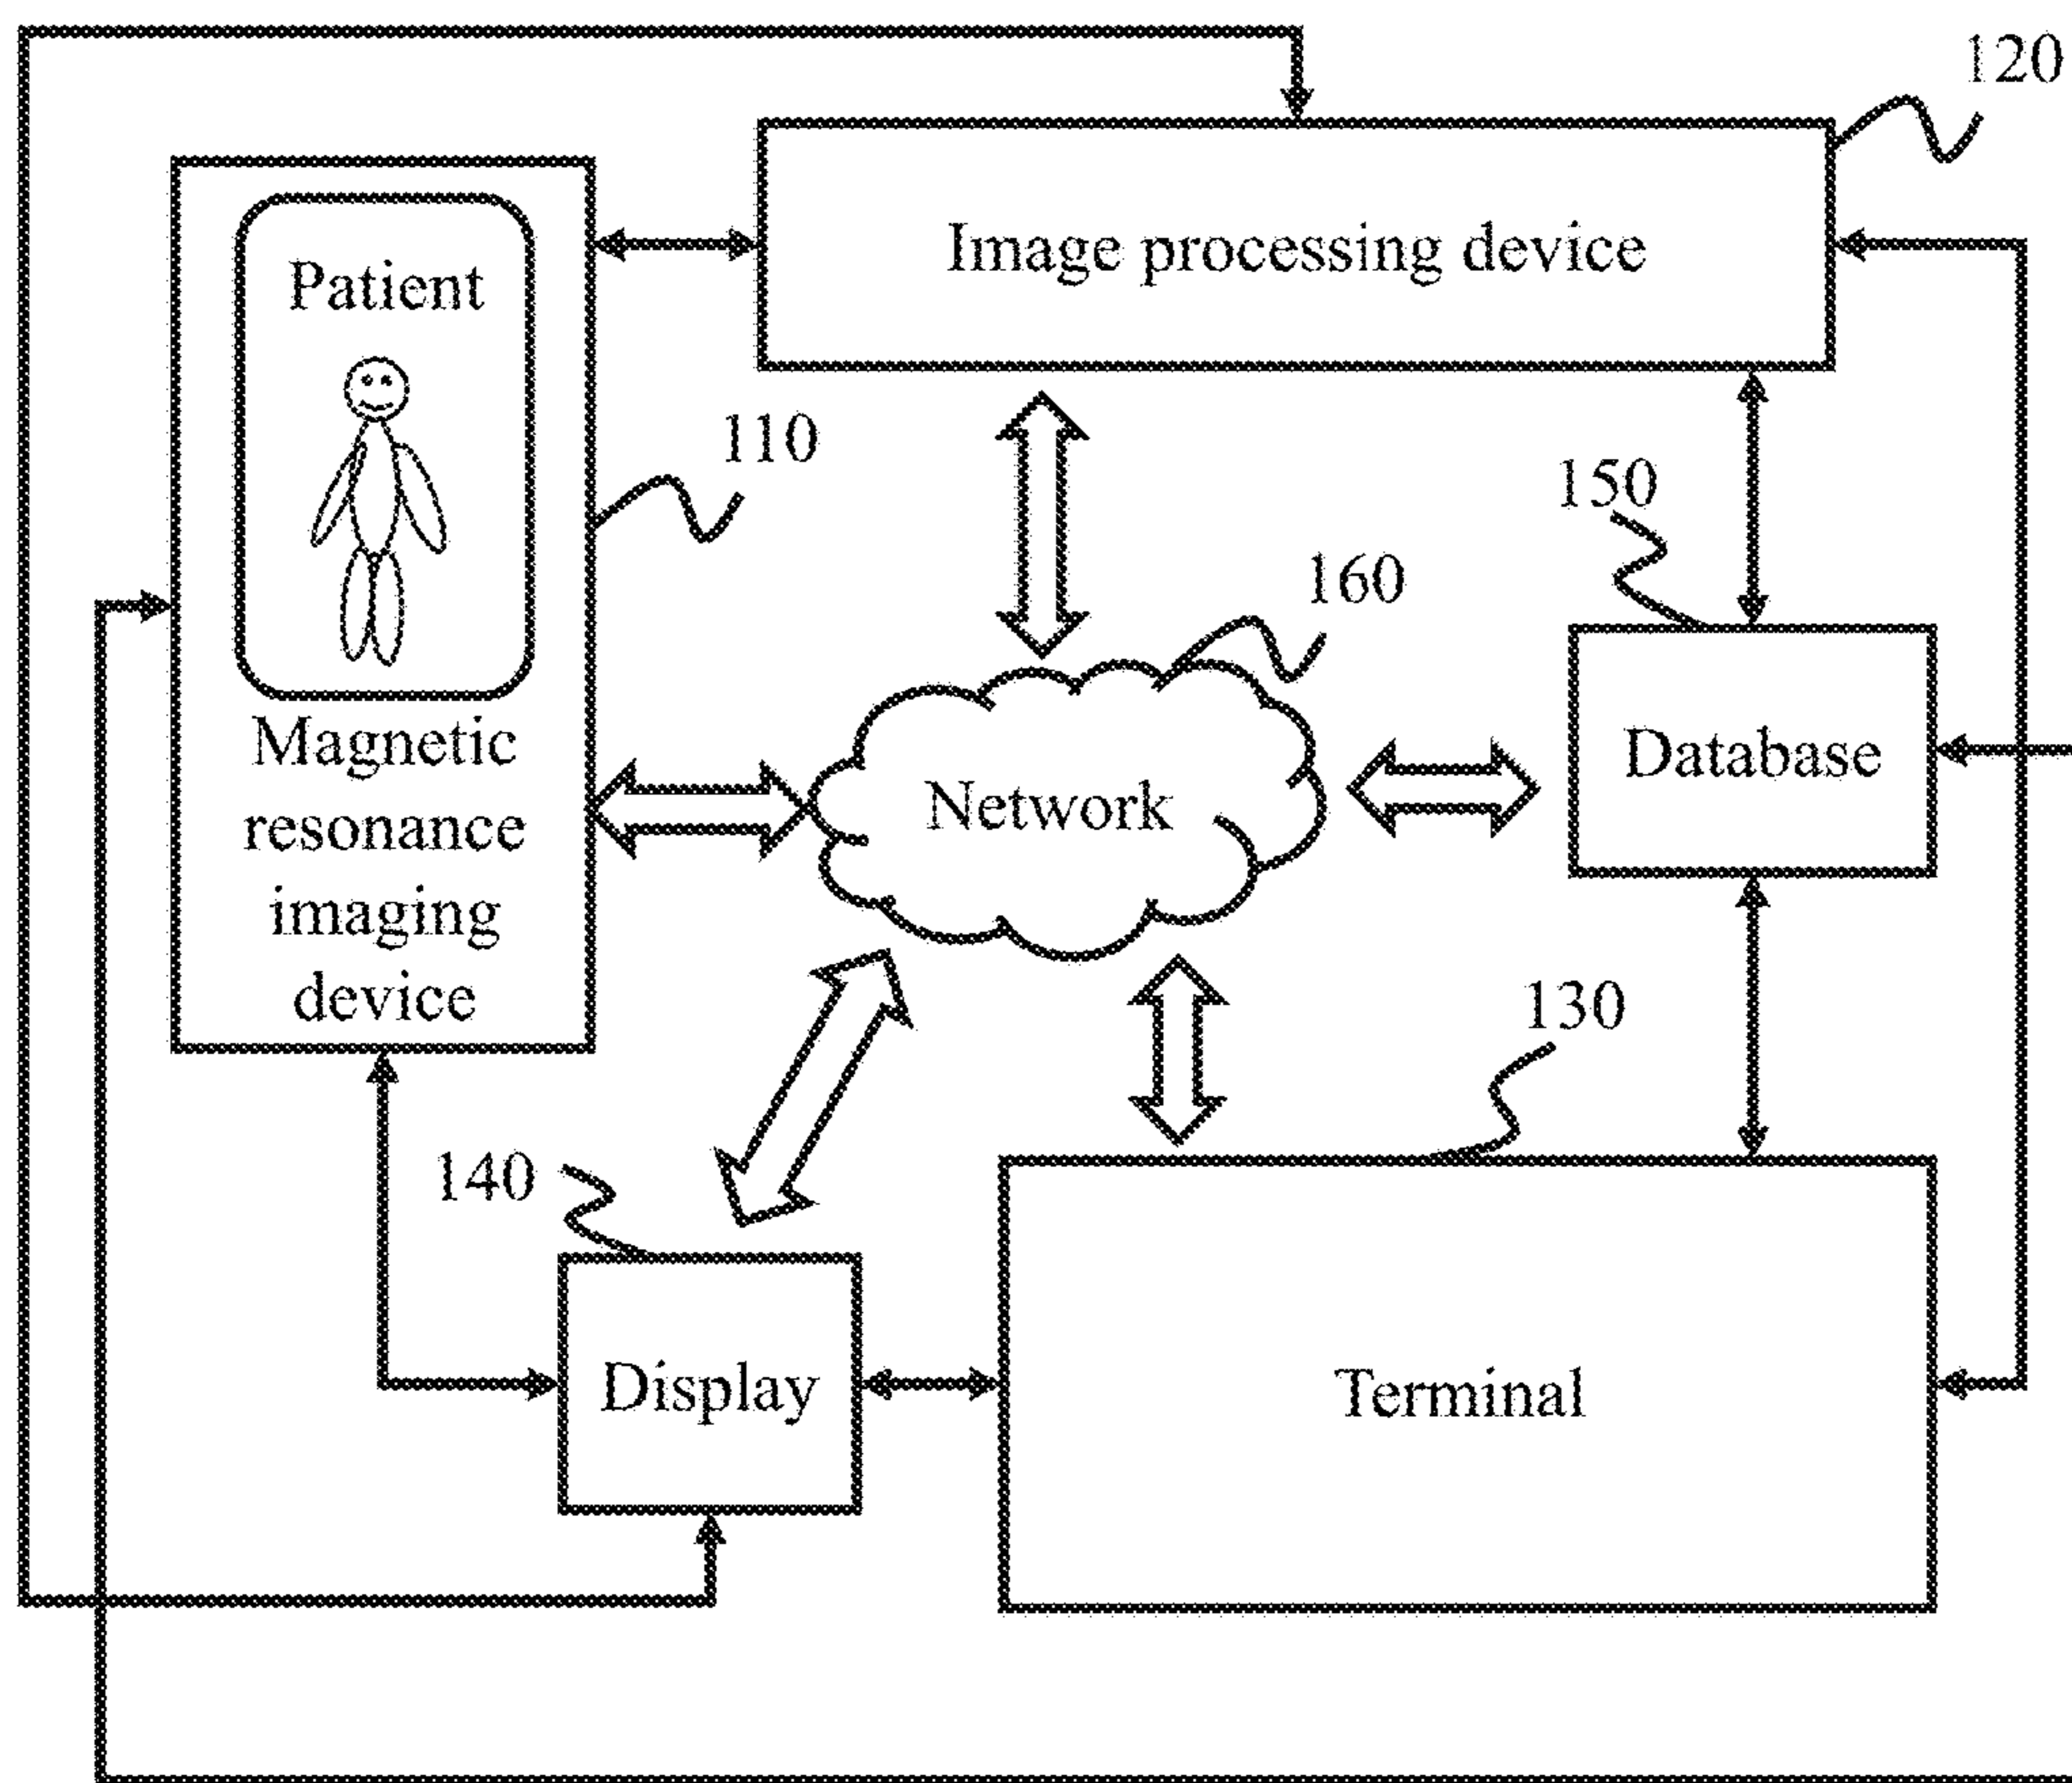 120
Image processing device
Patient
110
150
160
Magnetic
resonance
imaging
device
Network
Database
130
140
Display
Terminal